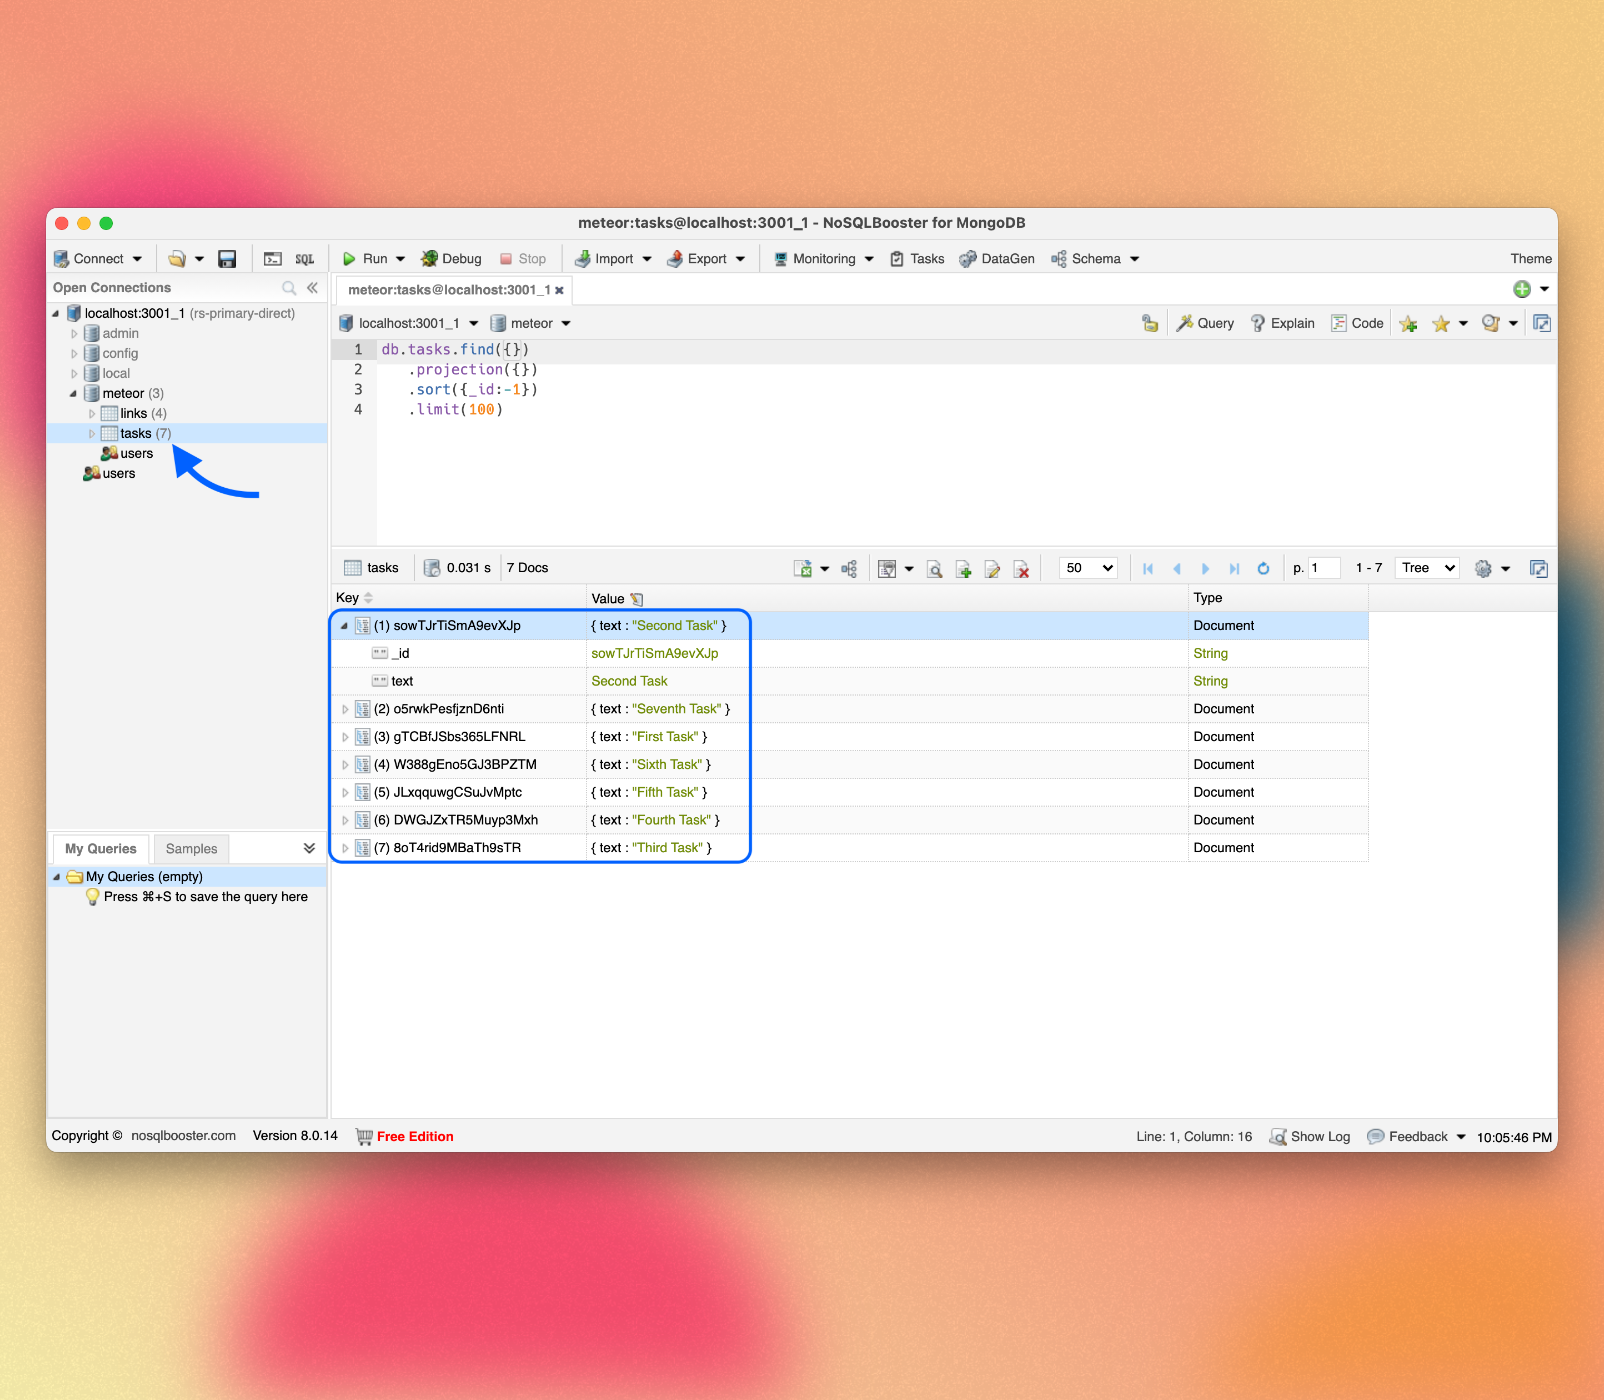 meteor:tasks@localhost:3001_1 - NoSQLBooster for MongoDB
Connect SQL Run Debug Stop Import Export Monitoring Tasks DataGen Schema Theme
Open Connections
localhost:3001_1 (rs-primary-direct)
admin
config
local
meteor (3)
links (4)
tasks (7)
users
users
meteor:tasks@localhost:3001_1
localhost:3001_1 meteor Query Explain Code
1 db.tasks.find({})
2 .projection({})
3 .sort({_id:-1})
4 .limit(100)
tasks 0.031 s 7 Docs 50 p. 1 1 - 7 Tree
Key Value Type
(1) sowTJrTiSmA9evXJp { text : "Second Task" } Document
_id sowTJrTiSmA9evXJp String
text Second Task String
(2) o5rwkPesfjznD6nti { text : "Seventh Task" } Document
(3) gTCBfJSbs365LFNRL { text : "First Task" } Document
(4) W388gEno5GJ3BPZTM { text : "Sixth Task" } Document
(5) JLxqquwgCSuJvMptc { text : "Fifth Task" } Document
(6) DWGJZxTR5Muyp3Mxh { text : "Fourth Task" } Document
(7) 8oT4rid9MBaTh9sTR { text : "Third Task" } Document
My Queries Samples
My Queries (empty)
Press ⌘+S to save the query here
Copyright © nosqlbooster.com Version 8.0.14 Free Edition Line: 1, Column: 16 Show Log Feedback 10:05:46 PM